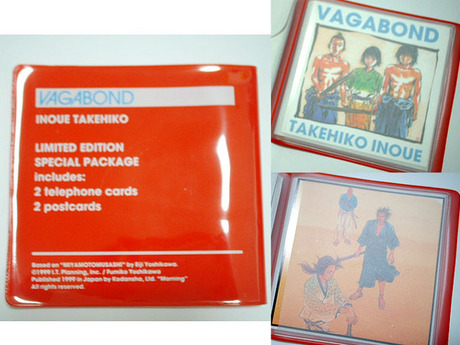 VAGABOND
INOUE TAKEHIKO
LIMITED EDITION
SPECIAL PACKAGE
includes:
2 telephone cards
2 postcards
Based on "MIYAMOTOMUSASHI" by Eiji Yoshikawa.
©1999 I.T. Planning, Inc. / Fumiko Yoshikawa
Published 1999 in Japan by Kodansha, Ltd. "Morning"
All rights reserved.
VAGABOND
TAKEHIKO INOUE